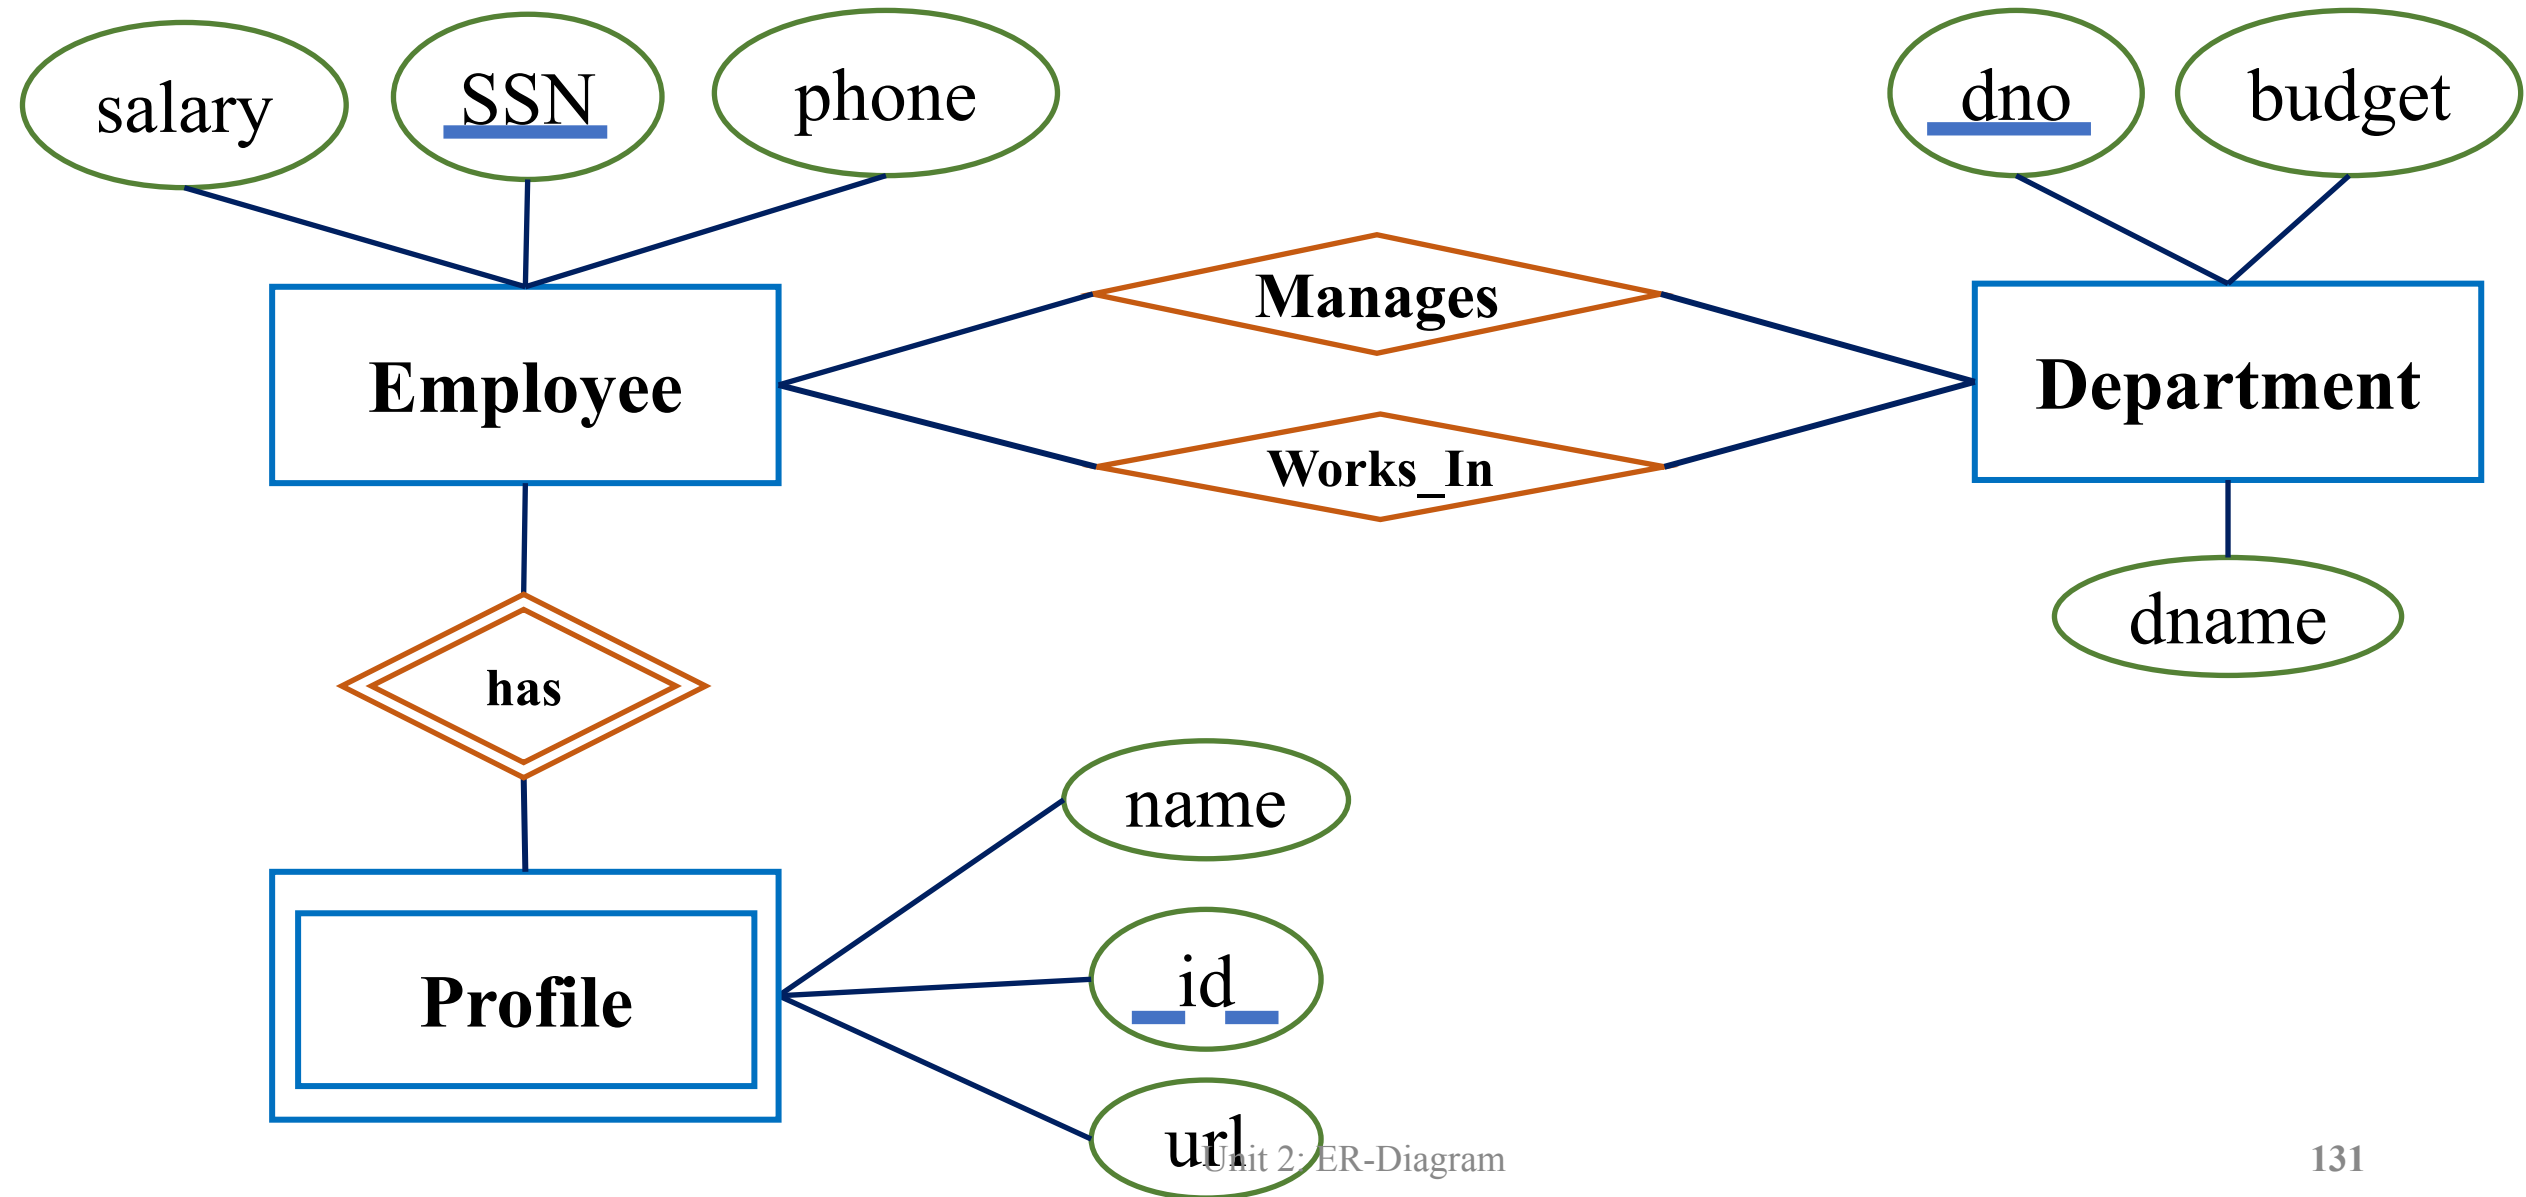 salary
SSN
phone
dno
budget
Manages
Employee
Department
Works_In
dname
has
name
id
Profile
url
Unit 2: ER-Diagram
131